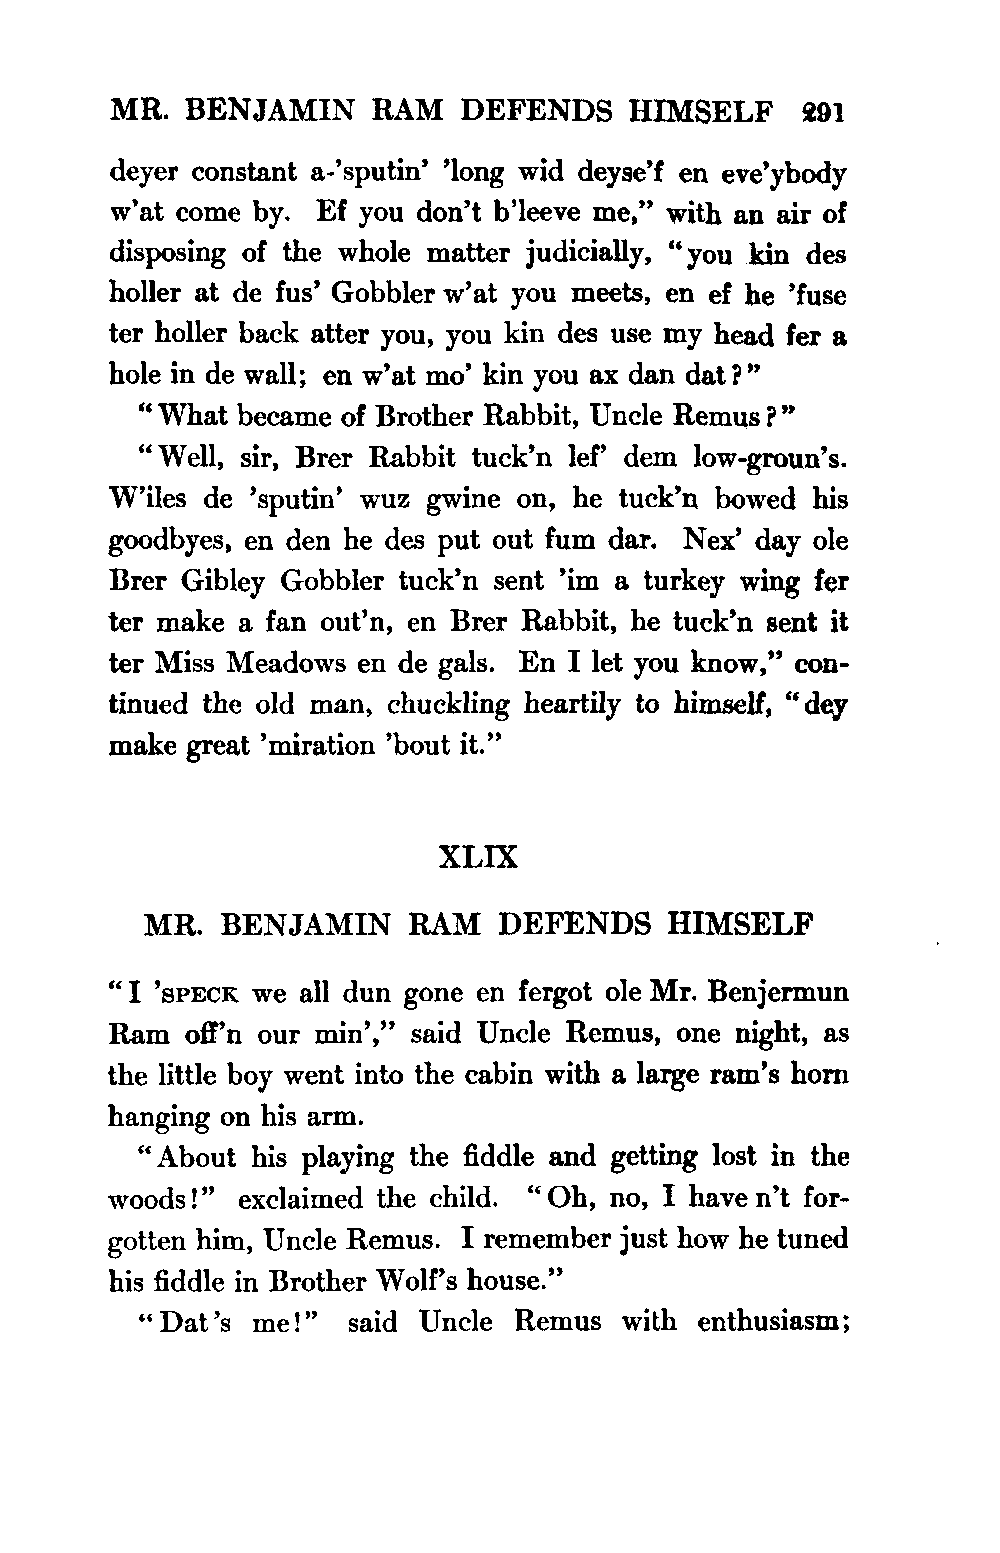 MR. BENJAMIN RAM DEFENDS HIMSELF 291
deyer constant a-'sputin' 'long wid deyse'f en eve'ybody
w'at come by. Ef you don't b'leeve me," with an air of
disposing of the whole matter judicially, "you kin des
holler at de fus' Gobbler w'at you meets, en ef he 'fuse
ter holler back atter you, you kin des use my head fer a
hole in de wall; en w'at mo' kin you ax dan dat?"
"What became of Brother Rabbit, Uncle Remus?"
"Well, sir, Brer Rabbit tuck'n lef' dem low-groun's.
W'iles de 'sputin' wuz gwine on, he tuck'n bowed his
goodbyes, en den he des put out fum dar. Nex' day ole
Brer Gibley Gobbler tuck'n sent 'im a turkey wing fer
ter make a fan out'n, en Brer Rabbit, he tuck'n sent it
ter Miss Meadows en de gals. En I let you know," con-
tinued the old man, chuckling heartily to himself, "dey
make great 'miration 'bout it."
XLIX
MR. BENJAMIN RAM DEFENDS HIMSELF
"I 'SPECK we all dun gone en fergot ole Mr. Benjermun
Ram off'n our min'," said Uncle Remus, one night, as
the little boy went into the cabin with a large ram's horn
hanging on his arm.
"About his playing the fiddle and getting lost in the
woods!" exclaimed the child. "Oh, no, I have n't for-
gotten him, Uncle Remus. I remember just how he tuned
his fiddle in Brother Wolf's house."
"Dat's me!" said Uncle Remus with enthusiasm;